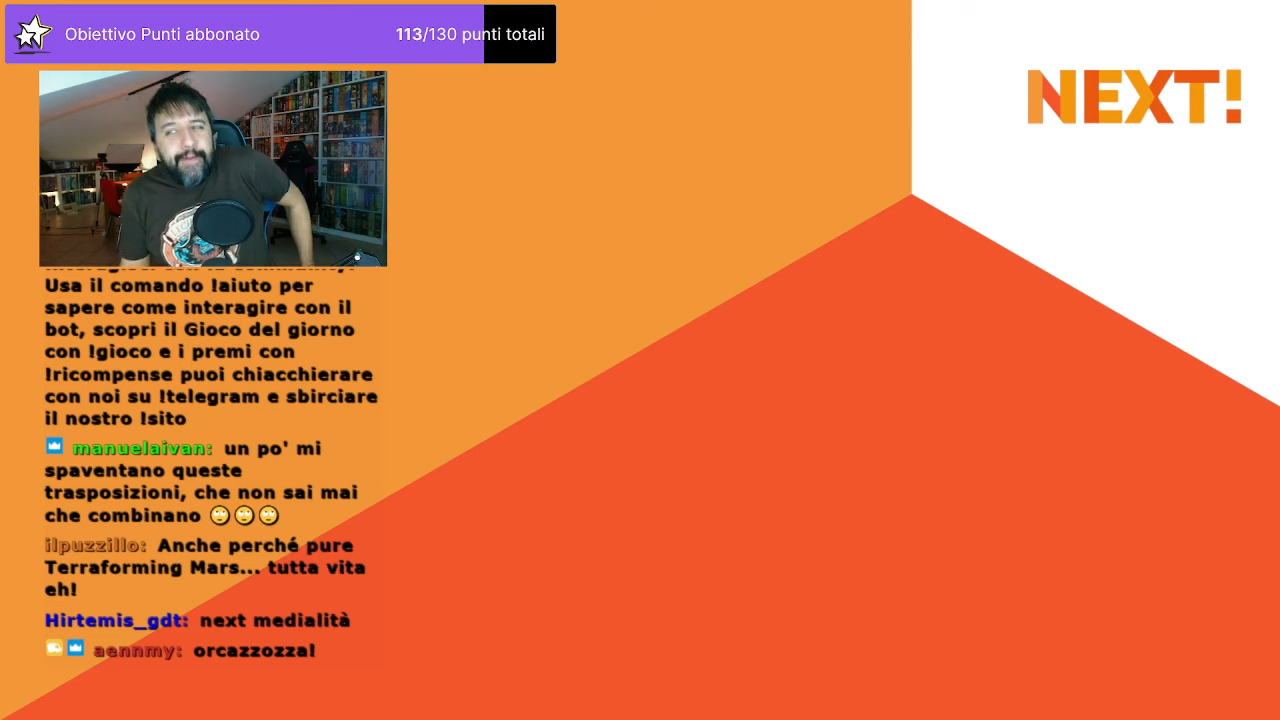 Obiettivo Punti abbonato 113/130 punti totali
NEXT!
Usa il comando !aiuto per
sapere come interagire con il
bot, scopri il Gioco del giorno
con !gioco e i premi con
!ricompense puoi chiacchierare
con noi su !telegram e sbirciare
il nostro !sito
manuelaivan: un po' mi
spaventano queste
trasposizioni, che non sai mai
che combinano 🙄🙄🙄
ilpuzzillo: Anche perché pure
Terraforming Mars... tutta vita
eh!
Hirtemis_gdt: next medialità
aennmy: orcazzozza!